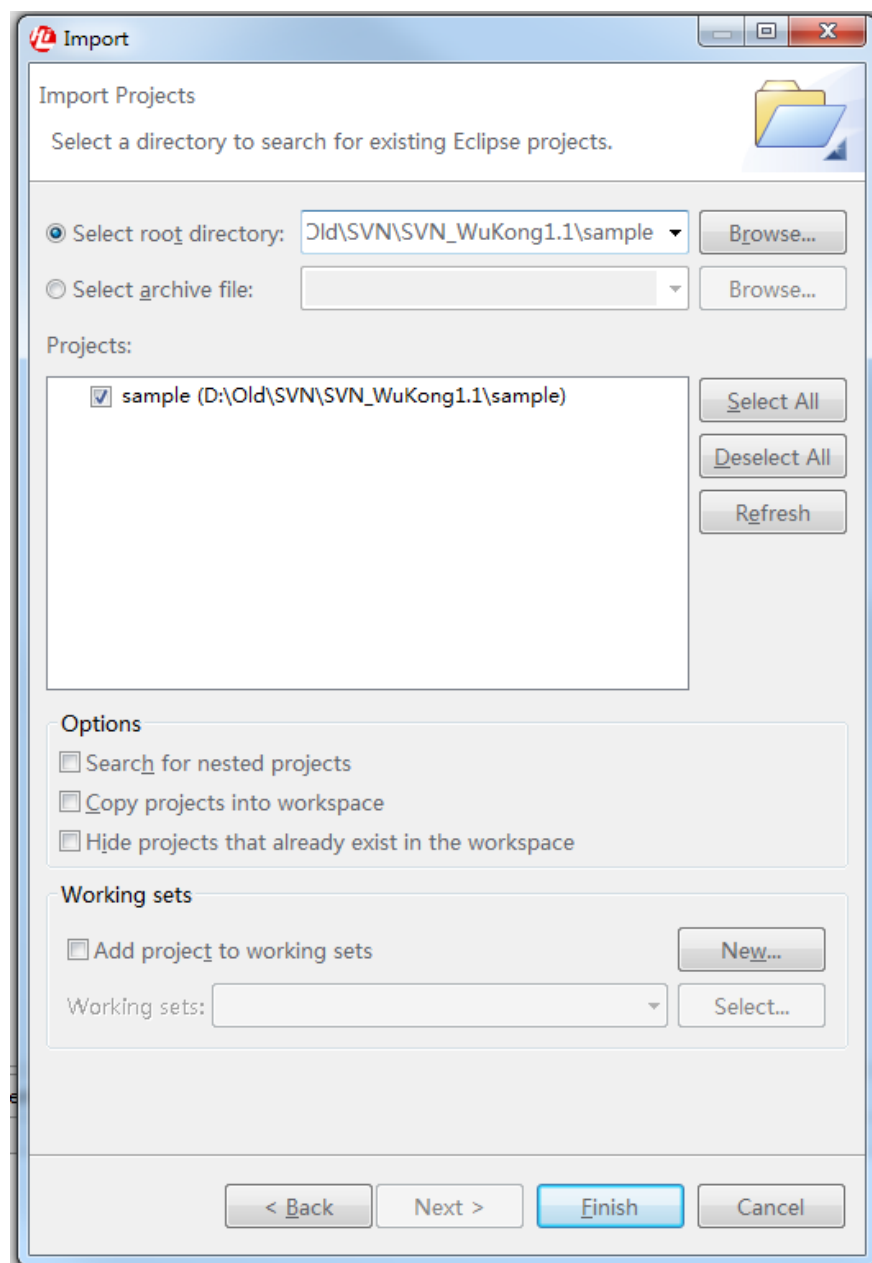 Import
Import Projects
Select a directory to search for existing Eclipse projects.
Select root directory: Old\SVN\SVN_WuKong1.1\sample Browse...
Select archive file: Browse...
Projects:
sample (D:\Old\SVN\SVN_WuKong1.1\sample)
Select All
Deselect All
Refresh
Options
Search for nested projects
Copy projects into workspace
Hide projects that already exist in the workspace
Working sets
Add project to working sets New...
Working sets: Select...
< Back Next > Finish Cancel